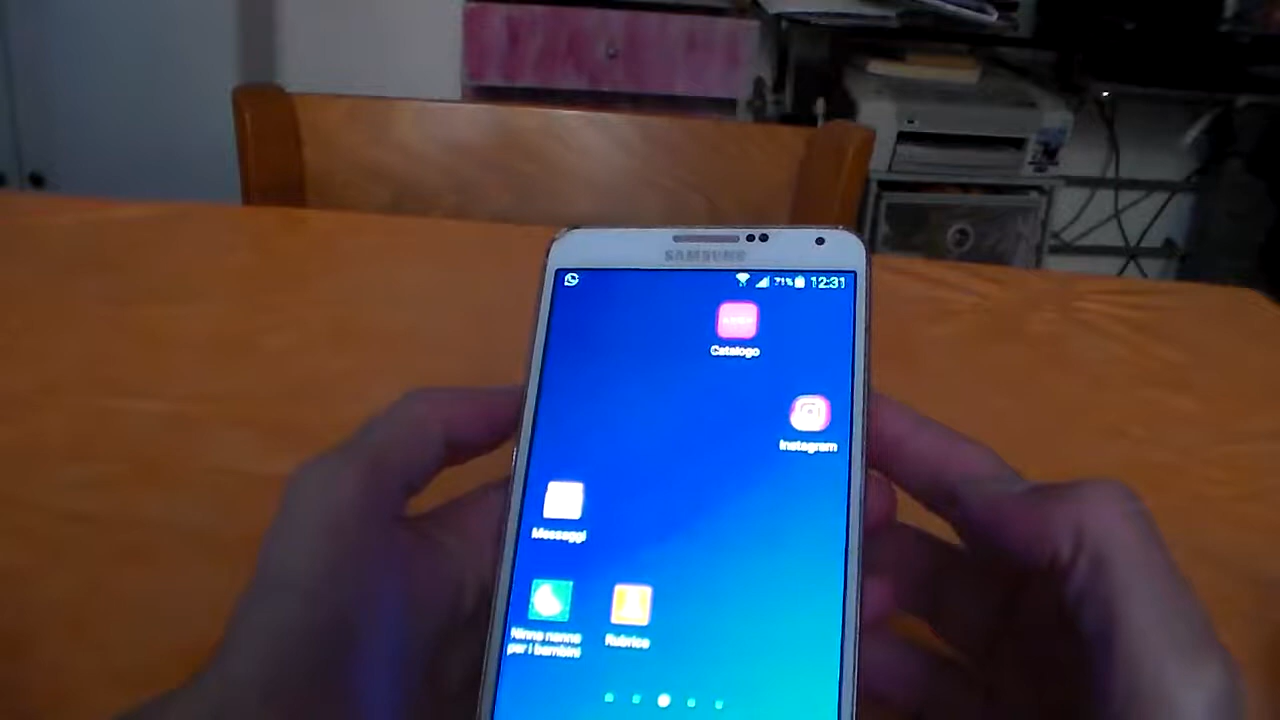 SAMSUNG
71% 12:31
Catalogo
Instagram
Messaggi
Ninna nanna
per i bambini
Rubrica